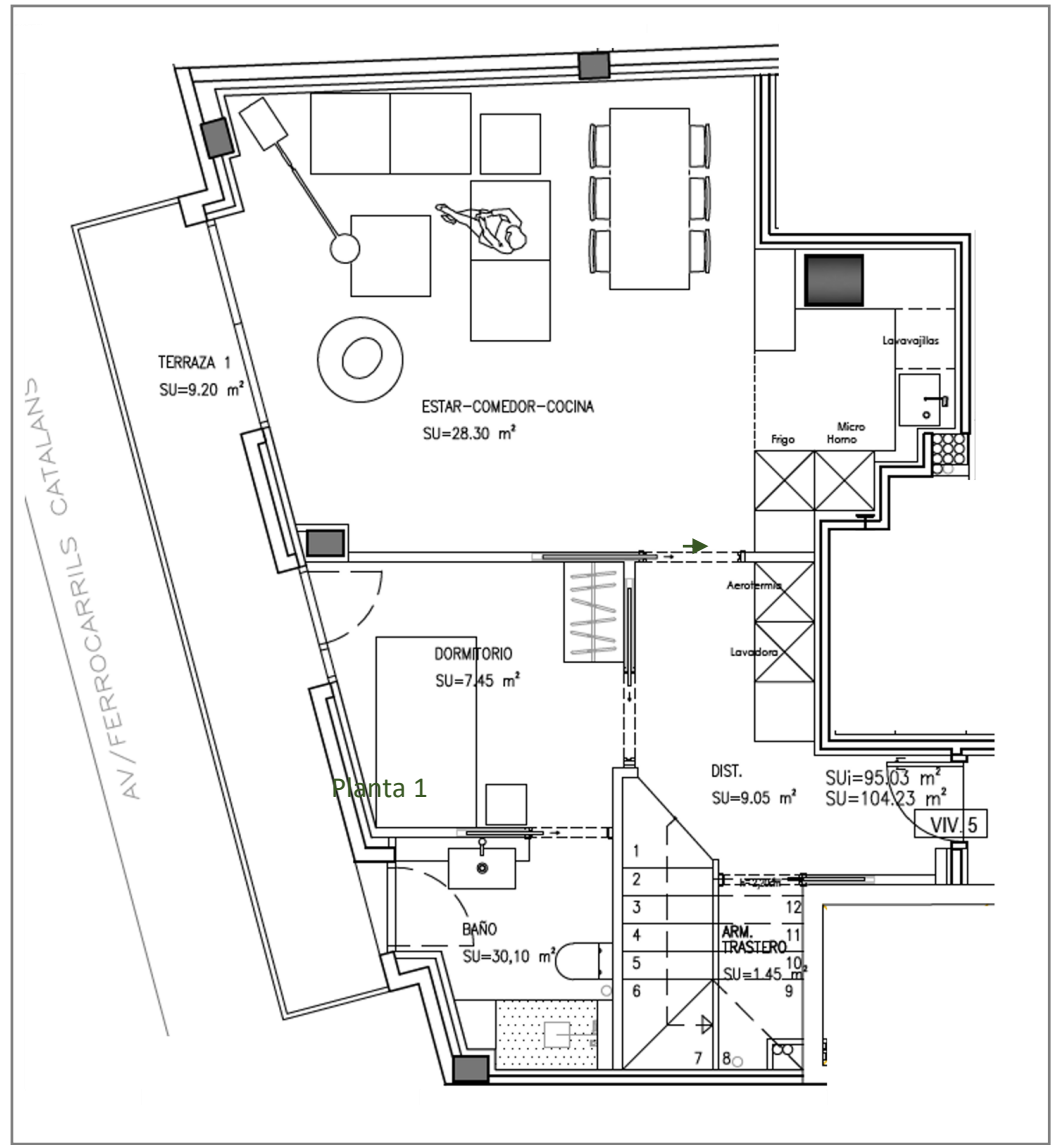 TERRAZA 1
SU=9.20 m²
AV/FERROCARRILS CATALANS
ESTAR-COMEDOR-COCINA
SU=28.30 m²
Lavavajillas
Micro
Frigo Horno
Aerotermia
Lavadora
DORMITORIO
SU=7.45 m²
Planta 1
DIST.
SU=9.05 m²
SUi=95.03 m²
SU=104.23 m²
VIV. 5
1
2
3
4
5
6
7
8
9
10
11
12
ARM.
TRASTERO
SU=1.45 m²
BAÑO
SU=30,10 m²